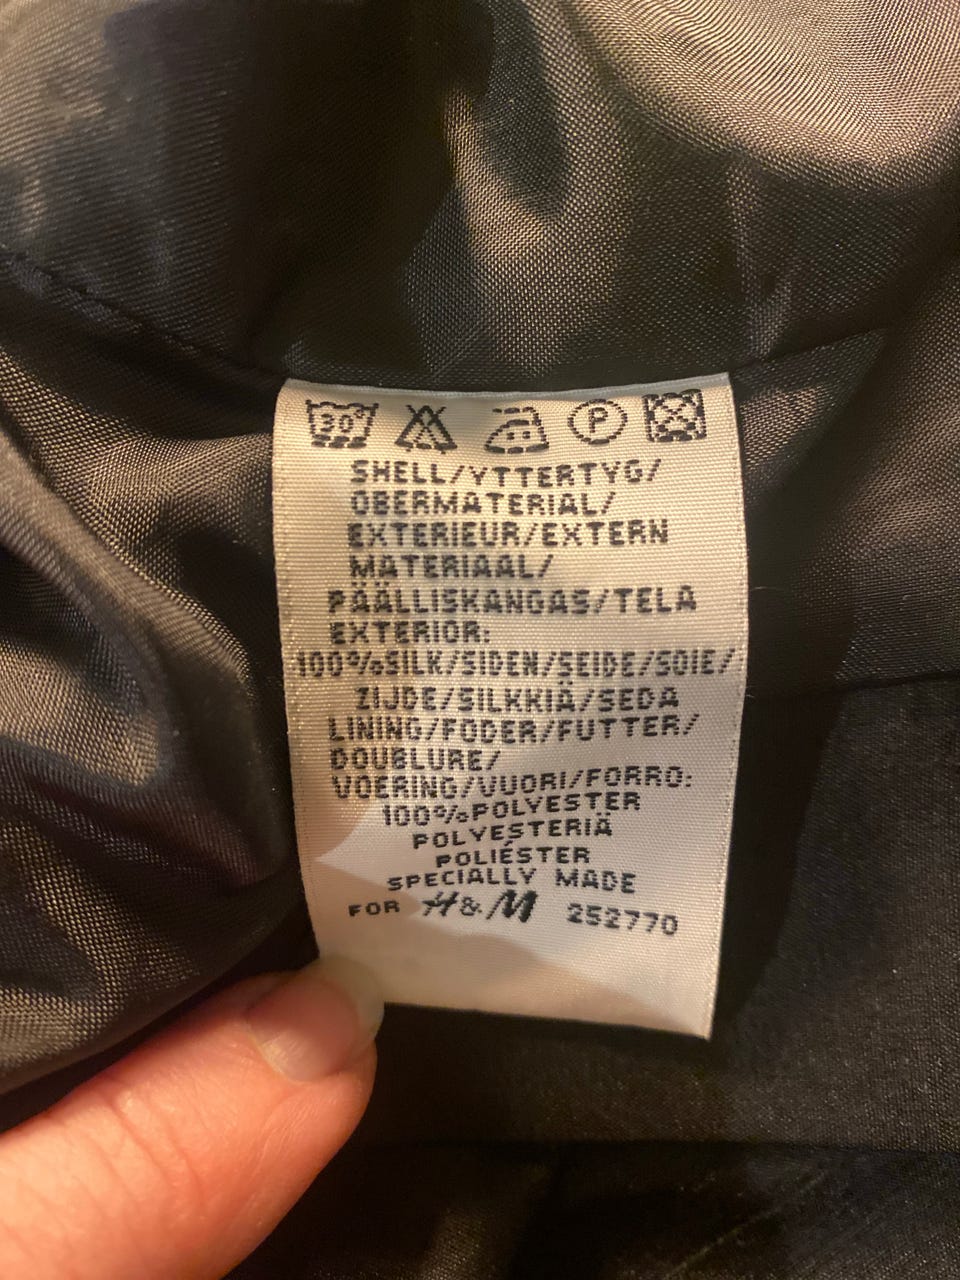 30°
P
SHELL/YTTERTYG/
OBERMATERIAL/
EXTERIEUR/EXTERN
MATERIAAL/
PÄÄLLISKANGAS/TELA
EXTERIOR:
100%SILK/SIDEN/SEIDE/SOIE/
ZIJDE/SILKKIÄ/SEDA
LINING/FODER/FUTTER/
DOUBLURE/
VOERING/VUORI/FORRO:
100%POLYESTER
POLYESTERIÄ
POLIÉSTER
SPECIALLY MADE
FOR H&M 252770